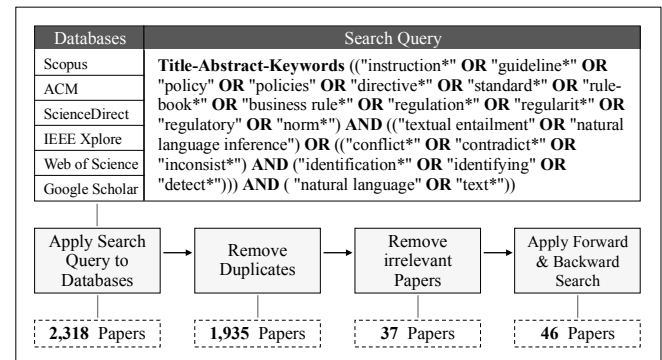 Databases
Search Query
Scopus
ACM
ScienceDirect
IEEE Xplore
Web of Science
Google Scholar
Title-Abstract-Keywords (("instruction*" OR "guideline*" OR
"policy" OR "policies" OR "directive*" OR "standard*" OR "rule-
book*" OR "business rule*" OR "regulation*" OR "regularit*" OR
"regulatory" OR "norm*") AND (("textual entailment" OR "natural
language inference") OR (("conflict*" OR "contradict*" OR
"inconsist*") AND ("identification*" OR "identifying" OR
"detect*"))) AND ( "natural language" OR "text*"))
Apply Search
Query to
Databases
Remove
Duplicates
Remove
irrelevant
Papers
Apply Forward
& Backward
Search
2,318 Papers
1,935 Papers
37 Papers
46 Papers